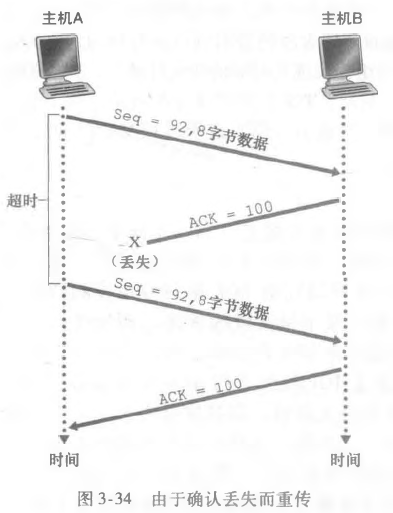 主机A
主机B
Seq = 92,8字节数据
超时
ACK = 100
X
(丢失)
Seq = 92,8字节数据
ACK = 100
时间
时间
图3-34 由于确认丢失而重传